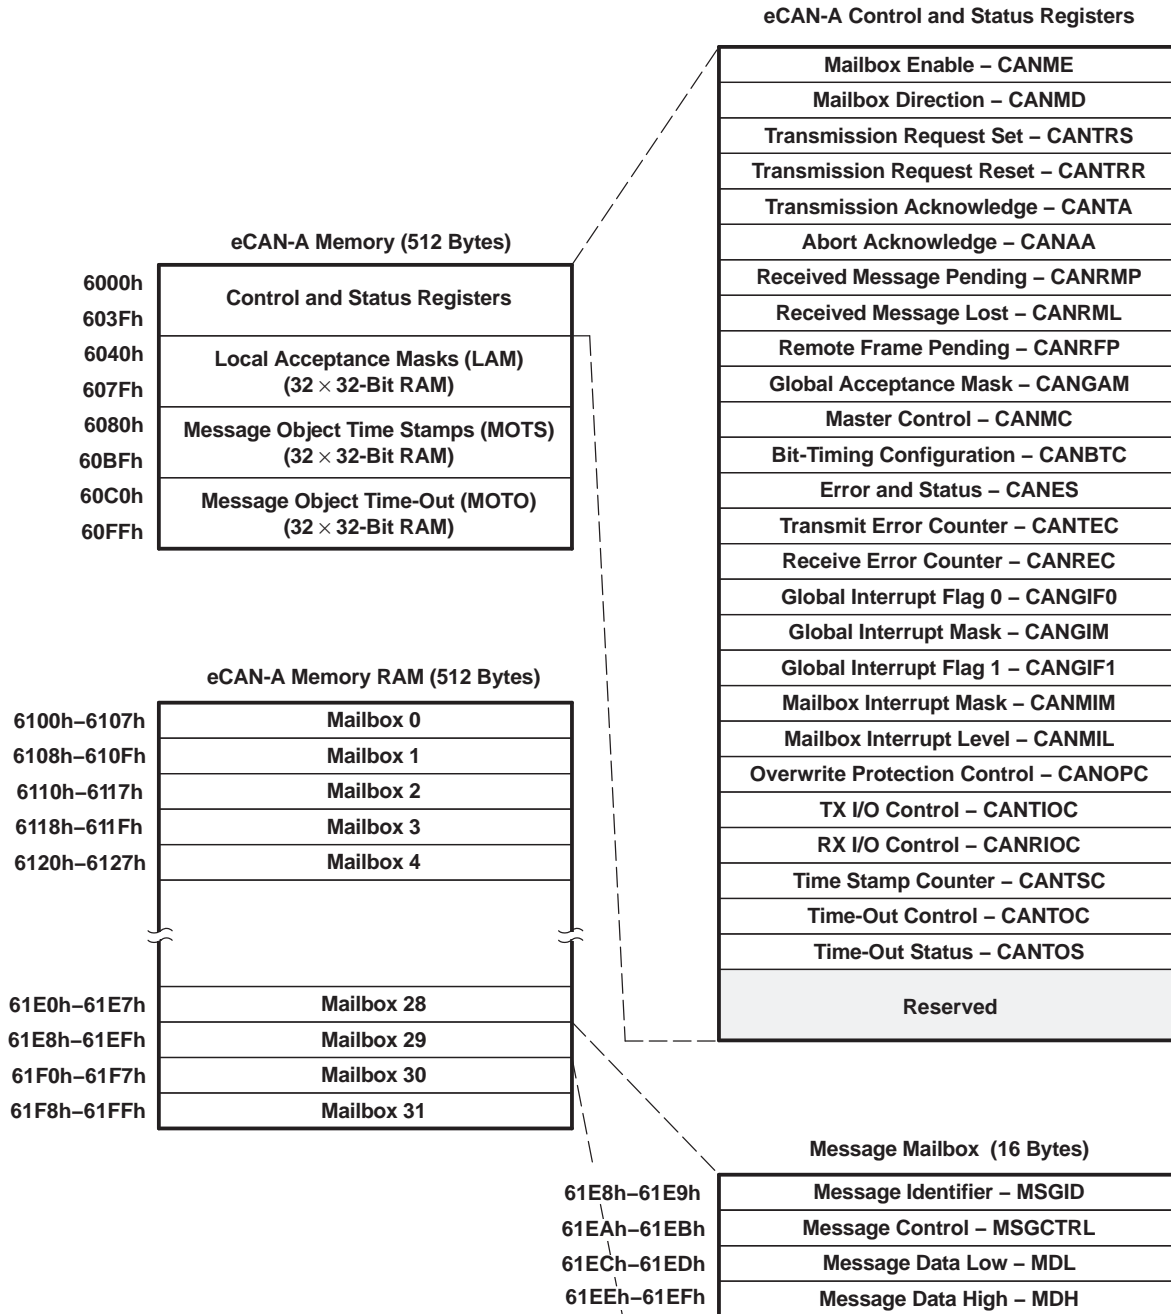 eCAN-A Control and Status Registers
Mailbox Enable – CANME
Mailbox Direction – CANMD
Transmission Request Set – CANTRS
Transmission Request Reset – CANTRR
Transmission Acknowledge – CANTA
Abort Acknowledge – CANAA
Received Message Pending – CANRMP
Received Message Lost – CANRML
Remote Frame Pending – CANRFP
Global Acceptance Mask – CANGAM
Master Control – CANMC
Bit-Timing Configuration – CANBTC
Error and Status – CANES
Transmit Error Counter – CANTEC
Receive Error Counter – CANREC
Global Interrupt Flag 0 – CANGIF0
Global Interrupt Mask – CANGIM
Global Interrupt Flag 1 – CANGIF1
Mailbox Interrupt Mask – CANMIM
Mailbox Interrupt Level – CANMIL
Overwrite Protection Control – CANOPC
TX I/O Control – CANTIOC
RX I/O Control – CANRIOC
Time Stamp Counter – CANTSC
Time-Out Control – CANTOC
Time-Out Status – CANTOS
Reserved
eCAN-A Memory (512 Bytes)
6000h
Control and Status Registers
603Fh
6040h
Local Acceptance Masks (LAM)
(32 × 32-Bit RAM)
607Fh
6080h
Message Object Time Stamps (MOTS)
(32 × 32-Bit RAM)
60BFh
60C0h
Message Object Time-Out (MOTO)
(32 × 32-Bit RAM)
60FFh
eCAN-A Memory RAM (512 Bytes)
6100h–6107h Mailbox 0
6108h–610Fh Mailbox 1
6110h–6117h Mailbox 2
6118h–611Fh Mailbox 3
6120h–6127h Mailbox 4
61E0h–61E7h Mailbox 28
61E8h–61EFh Mailbox 29
61F0h–61F7h Mailbox 30
61F8h–61FFh Mailbox 31
Message Mailbox (16 Bytes)
61E8h–61E9h Message Identifier – MSGID
61EAh–61EBh Message Control – MSGCTRL
61ECh–61EDh Message Data Low – MDL
61EEh–61EFh Message Data High – MDH